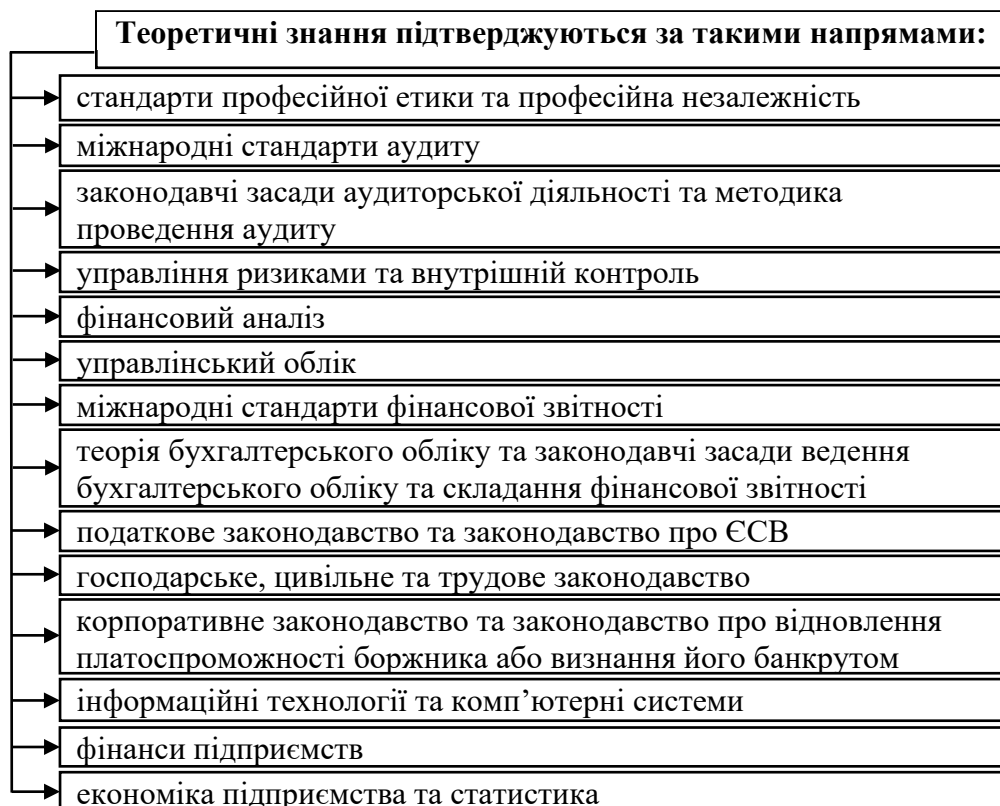 Теоретичні знання підтверджуються за такими напрямами:
стандарти професійної етики та професійна незалежність
міжнародні стандарти аудиту
законодавчі засади аудиторської діяльності та методика
проведення аудиту
управління ризиками та внутрішній контроль
фінансовий аналіз
управлінський облік
міжнародні стандарти фінансової звітності
теорія бухгалтерського обліку та законодавчі засади ведення
бухгалтерського обліку та складання фінансової звітності
податкове законодавство та законодавство про ЄСВ
господарське, цивільне та трудове законодавство
корпоративне законодавство та законодавство про відновлення
платоспроможності боржника або визнання його банкрутом
інформаційні технології та комп’ютерні системи
фінанси підприємств
економіка підприємства та статистика